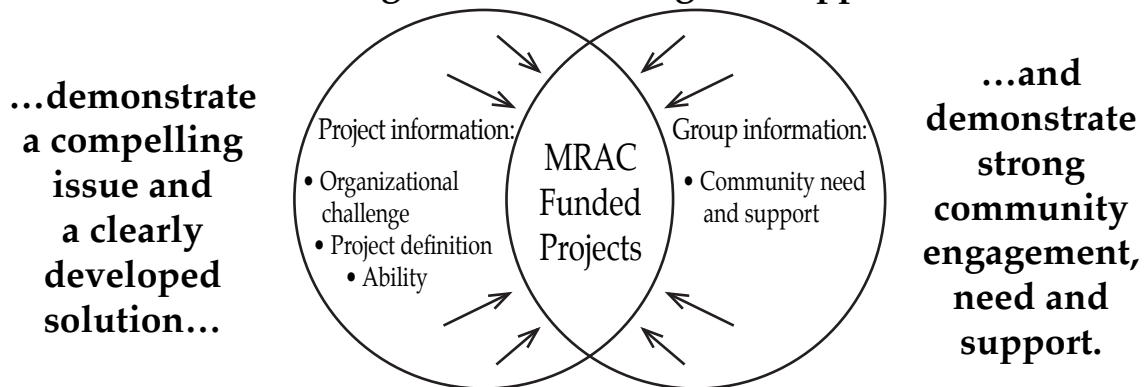 …demonstrate
a compelling
issue and
a clearly
developed
solution…
Project information:
• Organizational
challenge
• Project definition
• Ability
MRAC
Funded
Projects
Group information:
• Community need
and support
…and
demonstrate
strong
community
engagement,
need and
support.